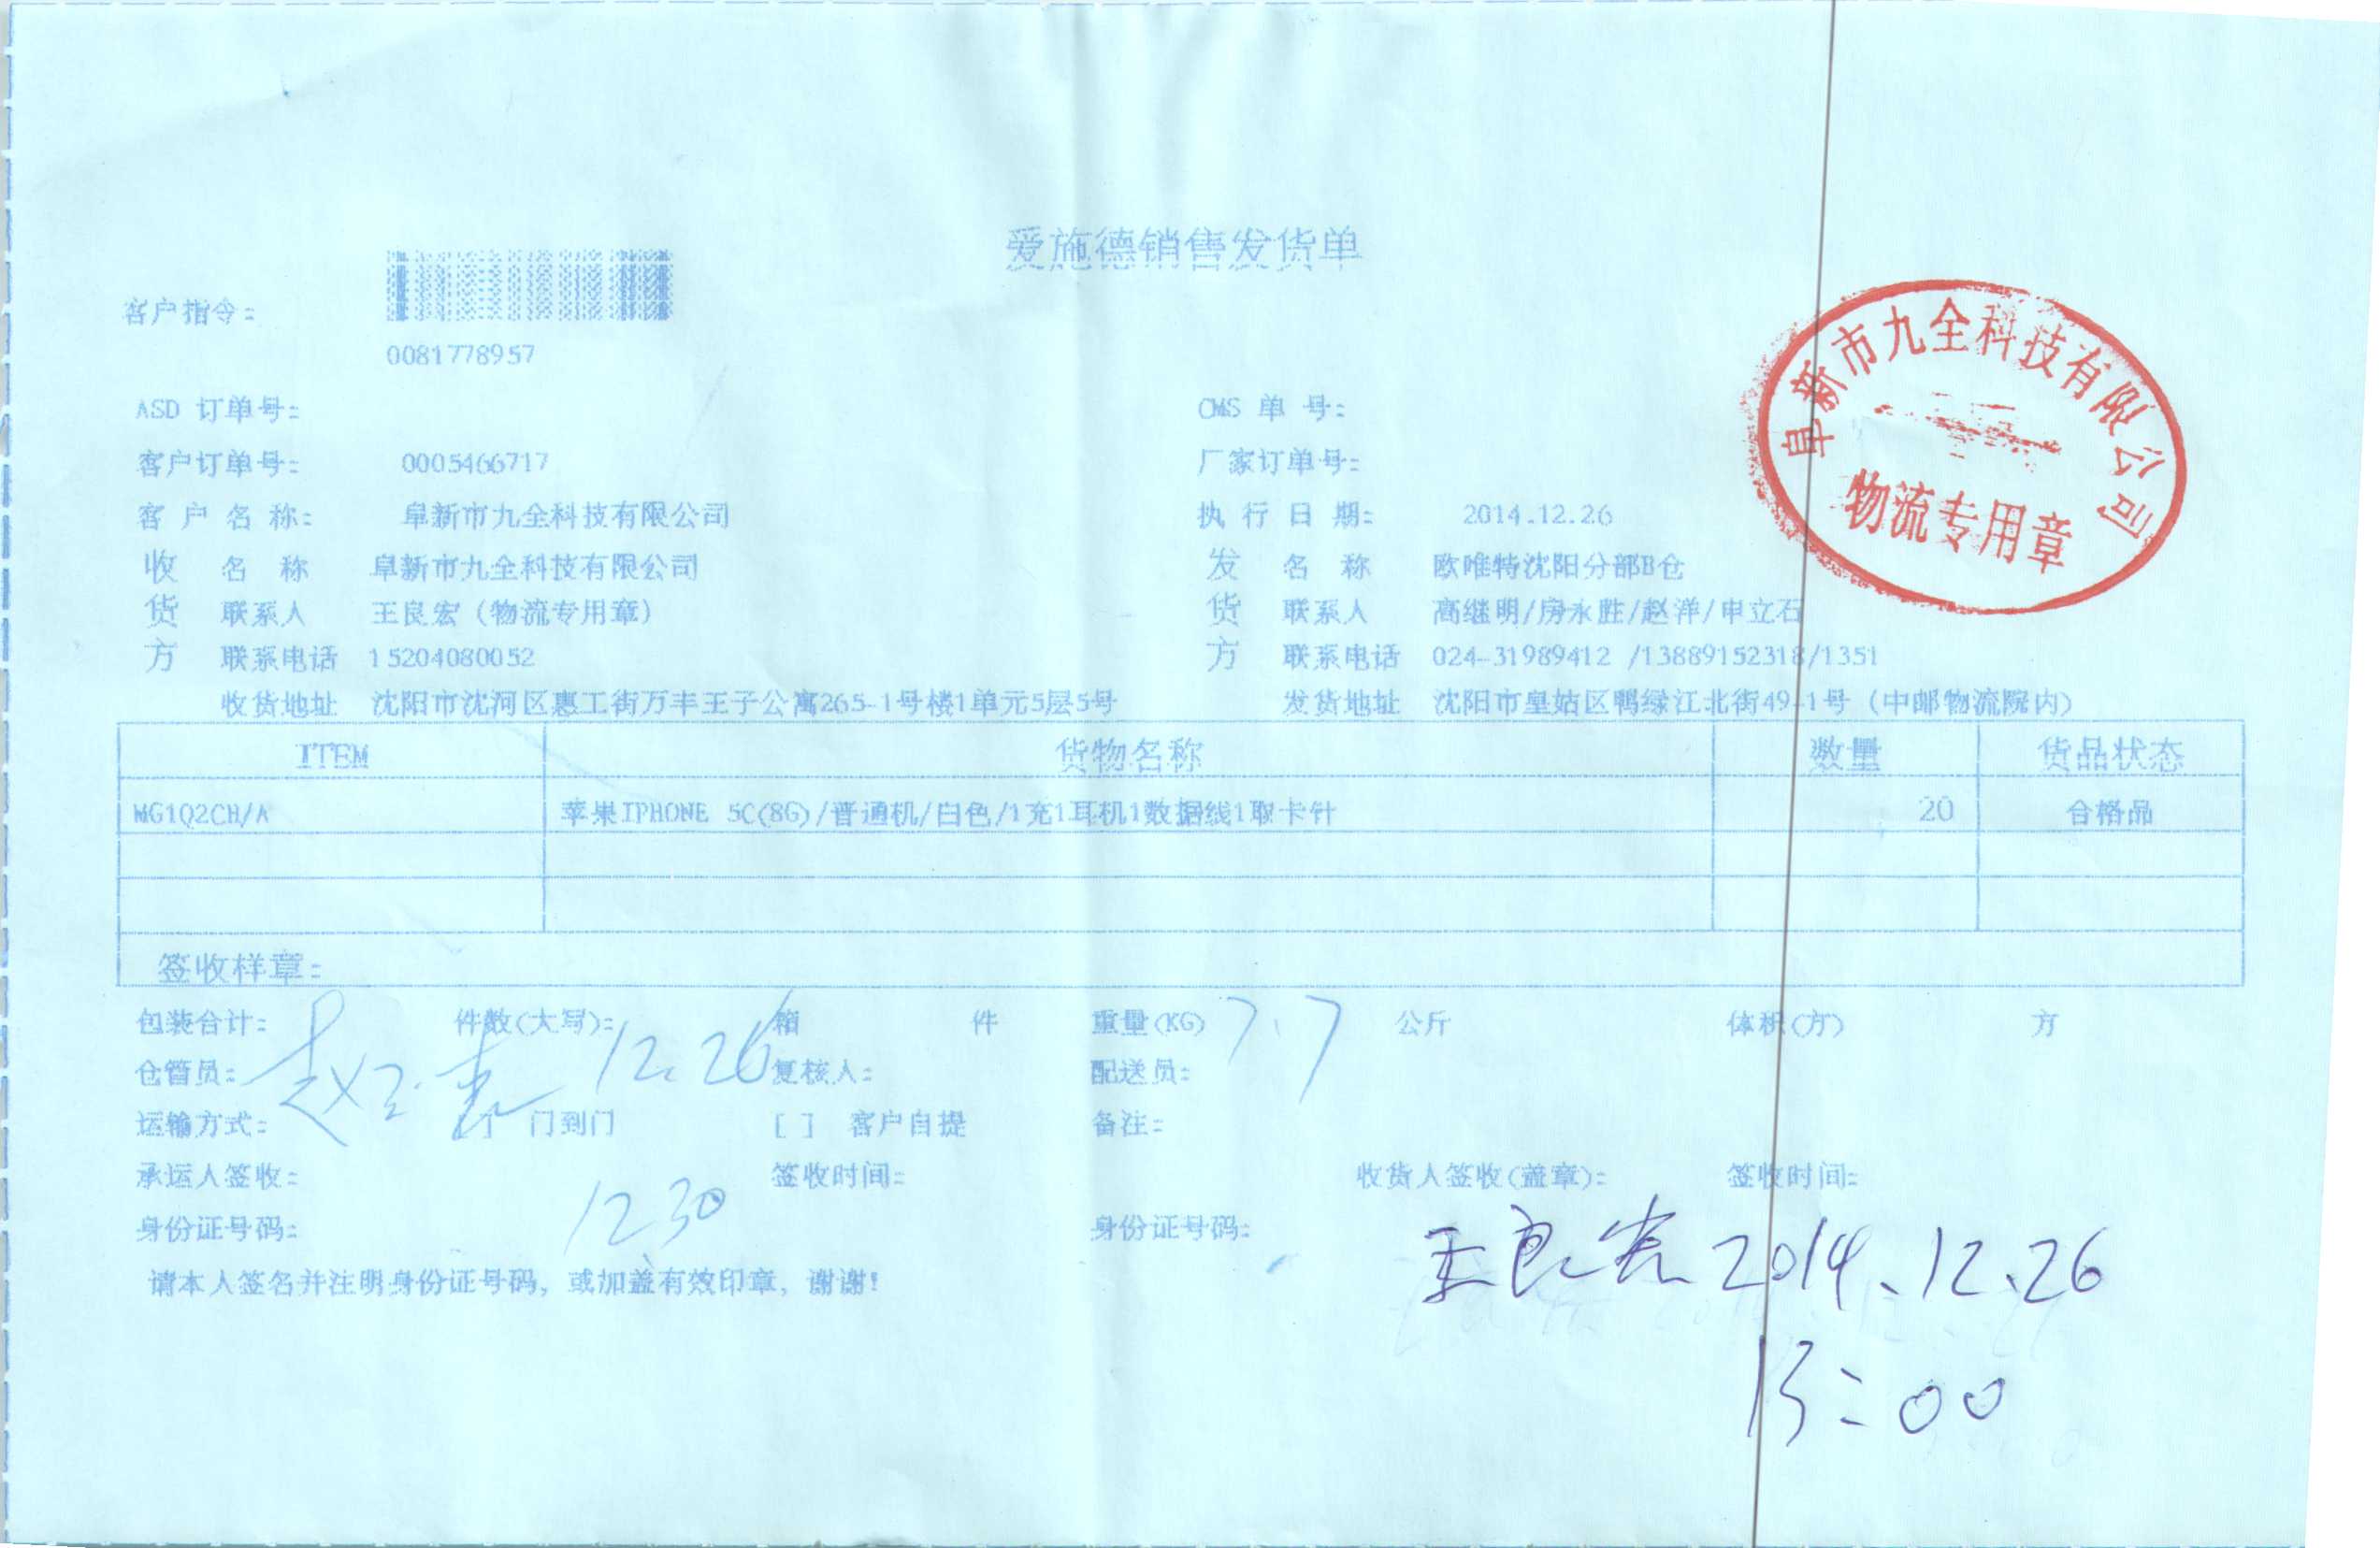 爱施德销售发货单
客户指令:
0081778957
ASD 订单号:
CMS 单 号:
客户订单号: 0005466717
厂家订单号:
客 户 名 称: 阜新市九全科技有限公司
执 行 日 期: 2014.12.26
收货方
名 称 阜新市九全科技有限公司
联系人 王良宏 (物流专用章)
联系电话 15204080052
收货地址 沈阳市沈河区惠工街万丰王子公寓265-1号楼1单元5层5号
发货方
名 称 欧唯特沈阳分部B仓
联系人 高继明/房永胜/赵洋/申立石
联系电话 024-31989412 /13889152318/1351
发货地址 沈阳市皇姑区鸭绿江北街49-1号 (中邮物流院内)
阜新市九全科技有限公司
物流专用章
ITEM 货物名称 数量 货品状态
MG1Q2CH/A 苹果IPHONE 5C(8G)/普通机/白色/1充1耳机1数据线1取卡针 20 合格品
签收样章:
包装合计: 件数(大写): 箱 件 重量(KG) 7.7 公斤 体积(方) 方
仓管员: 12.26 复核人: 配送员:
运输方式: 门到门 [ ] 客户自提 备注:
承运人签收: 签收时间: 收货人签收(盖章): 签收时间:
身份证号码: 1230 身份证号码:
王良宏 2014.12.26
13:00
请本人签名并注明身份证号码, 或加盖有效印章, 谢谢!